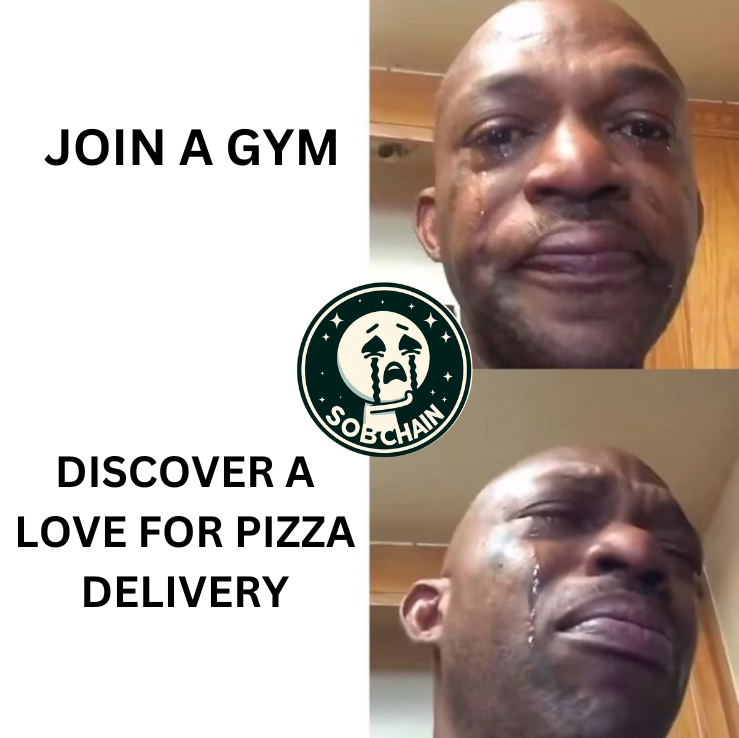 JOIN A GYM
SOBCHAIN
DISCOVER A
LOVE FOR PIZZA
DELIVERY